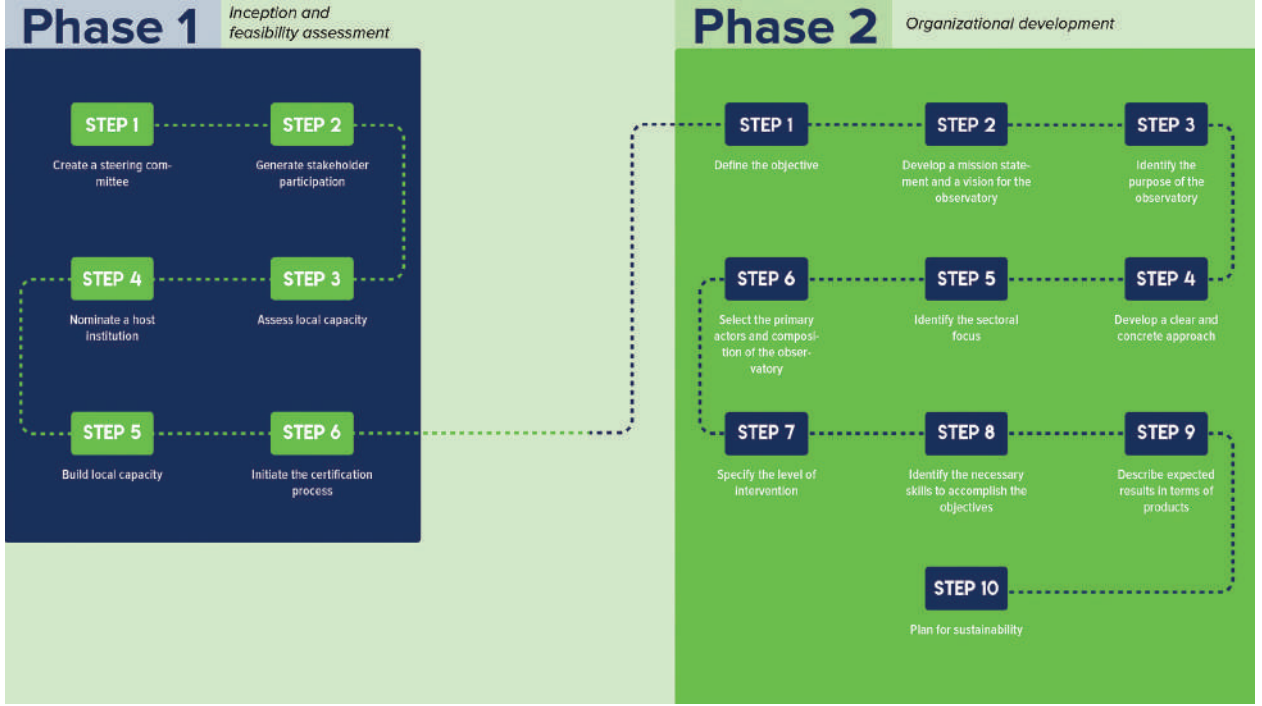 Phase 1
Inception and
feasibility assessment
STEP 1
Create a steering com-
mittee
STEP 2
Generate stakeholder
participation
STEP 3
Assess local capacity
STEP 4
Nominate a host
institution
STEP 5
Build local capacity
STEP 6
Initiate the certification
process
Phase 2
Organizational development
STEP 1
Define the objective
STEP 2
Develop a mission state-
ment and a vision for the
observatory
STEP 3
Identify the
purpose of the
observatory
STEP 4
Develop a clear and
concrete approach
STEP 5
Identify the sectoral
focus
STEP 6
Select the primary
actors and composi-
tion of the obser-
vatory
STEP 7
Specify the level of
intervention
STEP 8
Identify the necessary
skills to accomplish the
objectives
STEP 9
Describe expected
results in terms of
products
STEP 10
Plan for sustainability